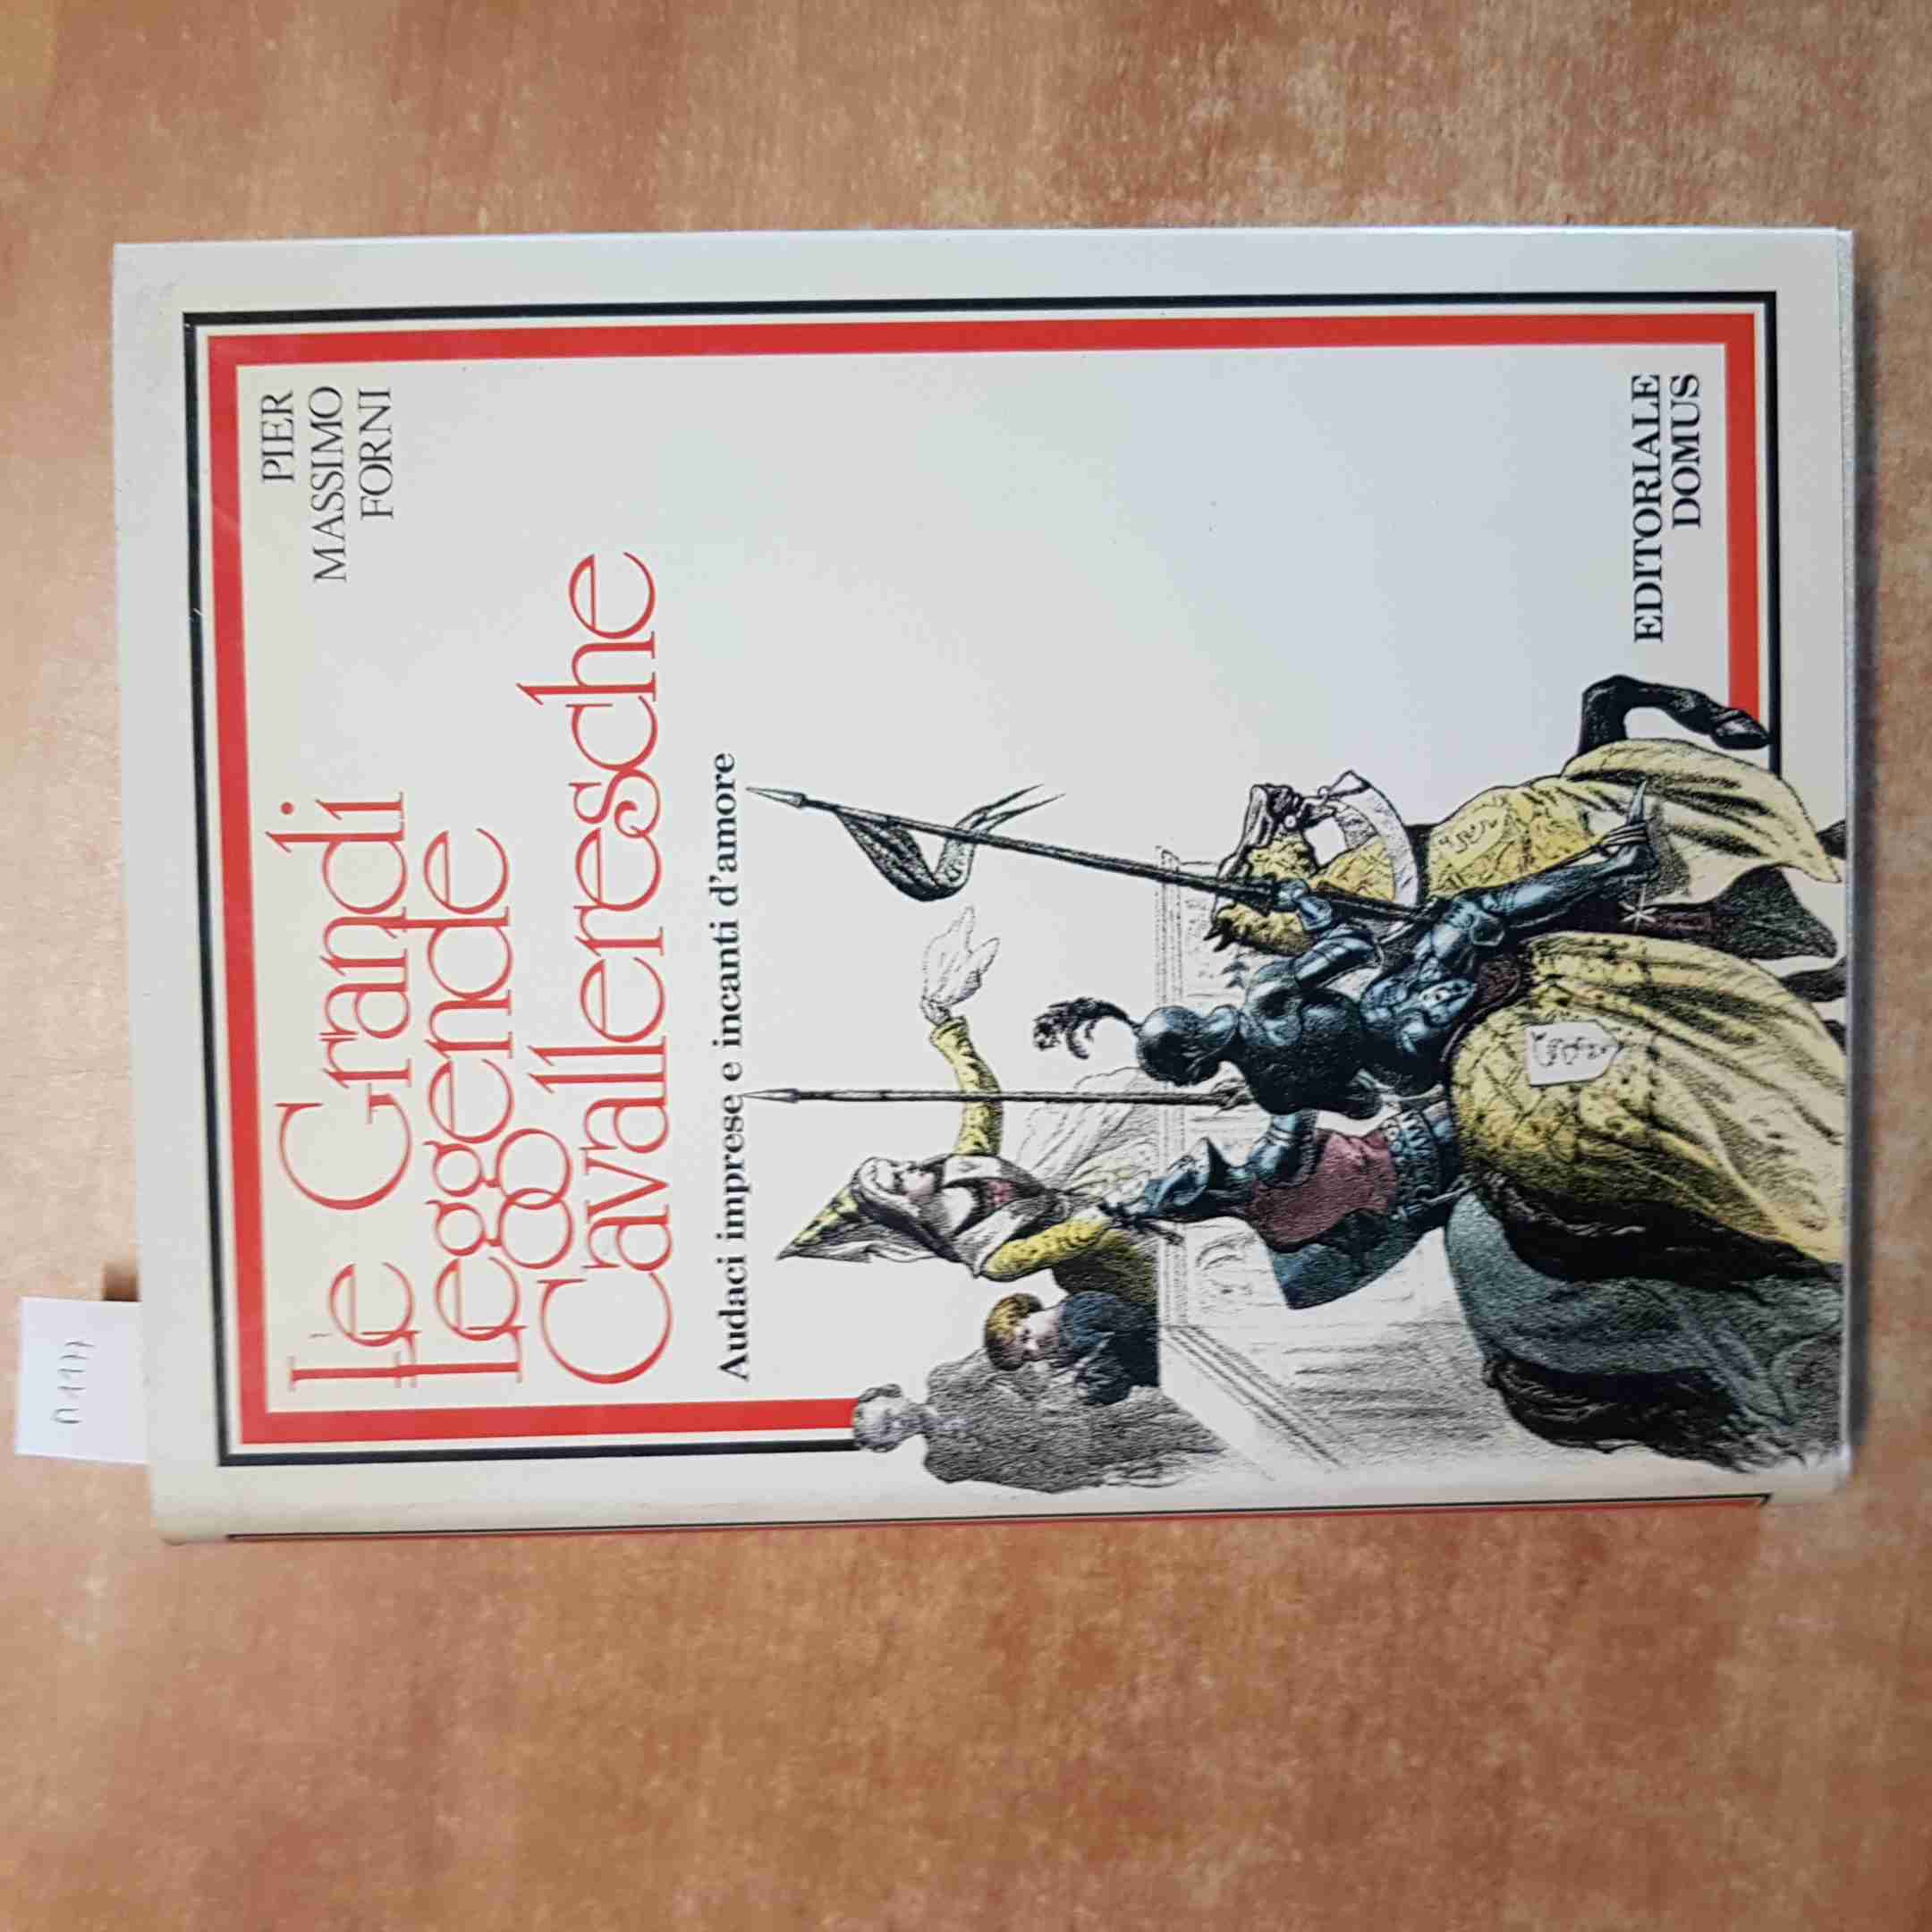 PIER
MASSIMO
FORNI
Le Grandi
Leggende
Cavalleresche
Audaci imprese e incanti d'amore
EDITORIALE
DOMUS